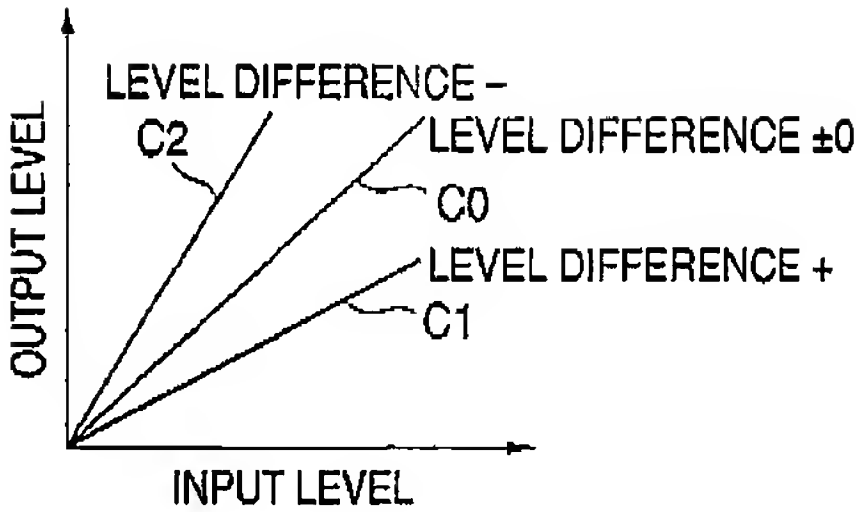 LEVEL DIFFERENCE –
C2
LEVEL DIFFERENCE ±0
C0
LEVEL DIFFERENCE +
C1
OUTPUT LEVEL
INPUT LEVEL